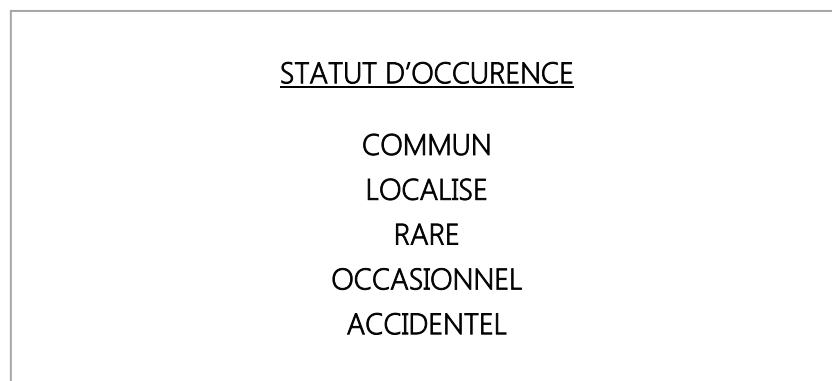 STATUT D’OCCURENCE
COMMUN
LOCALISE
RARE
OCCASIONNEL
ACCIDENTEL